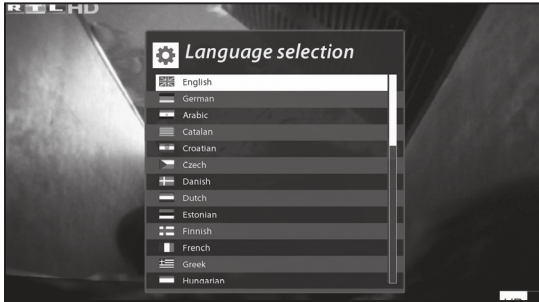 RTL HD
Language selection
English
German
Arabic
Catalan
Croatian
Czech
Danish
Dutch
Estonian
Finnish
French
Greek
Hungarian